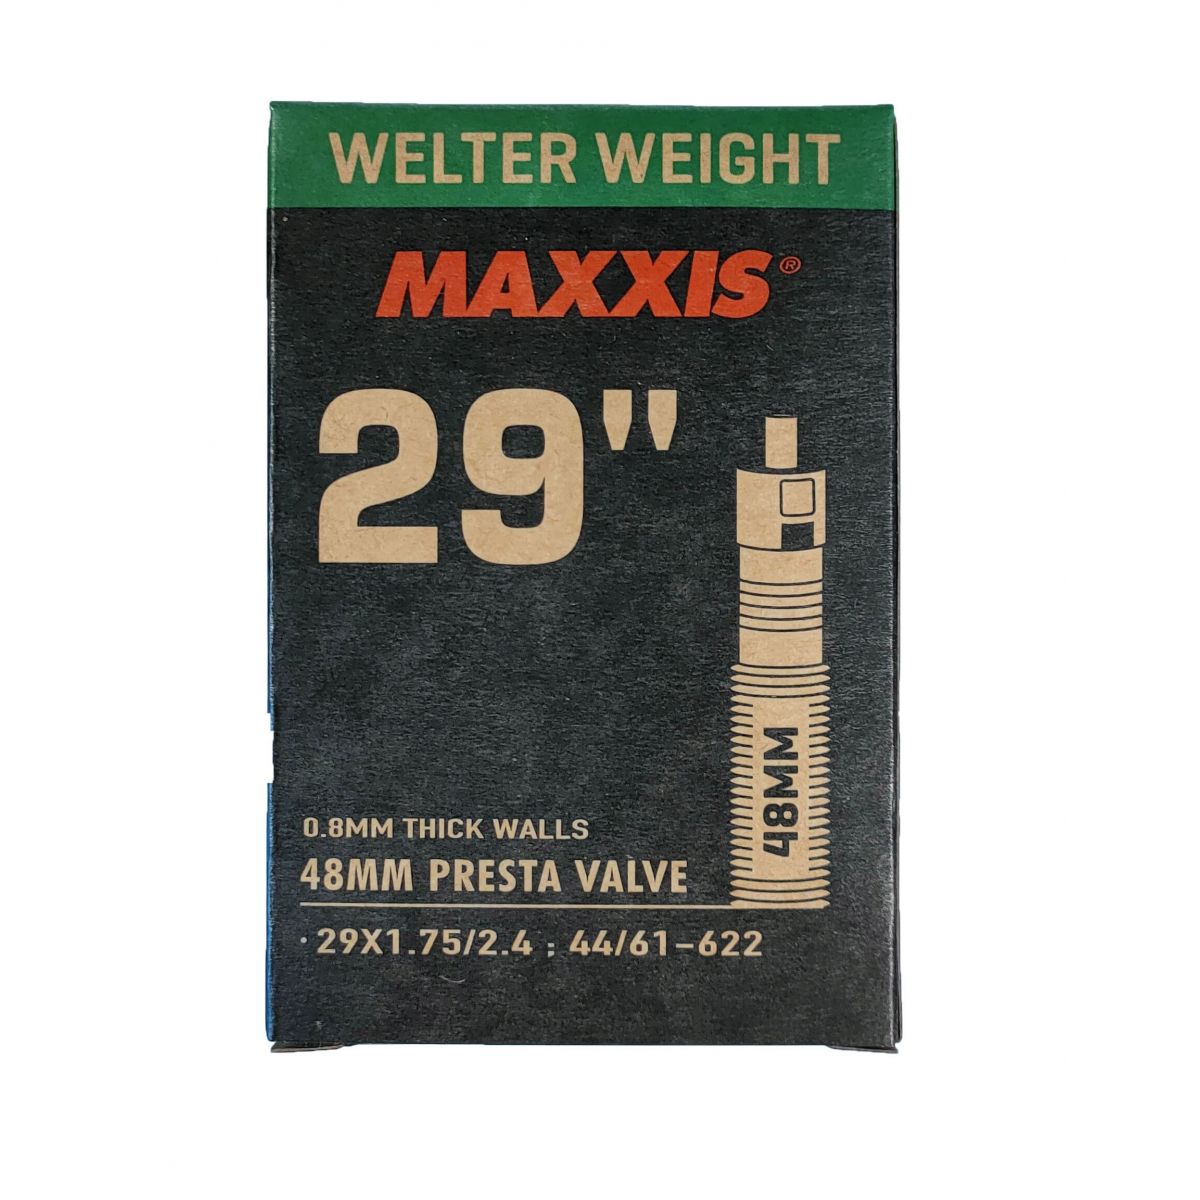 WELTER WEIGHT
MAXXIS®
29"
48MM
0.8MM THICK WALLS
48MM PRESTA VALVE
·29X1.75/2.4 ; 44/61-622